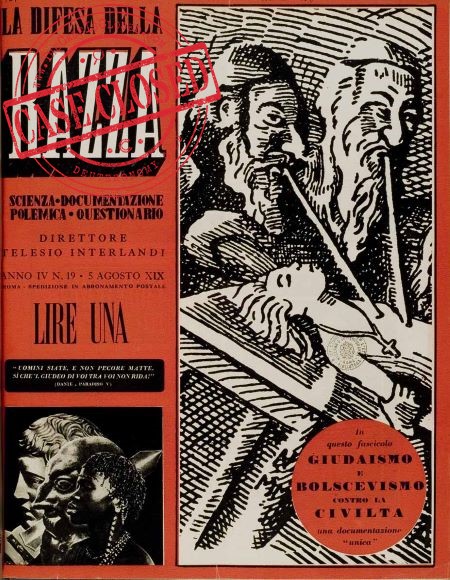 LA DIFESA DELLA
RAZZA
CASE CLOSED
SCIENZA·DOCUMENTAZIONE
POLEMICA·QUESTIONARIO
DIRETTORE
TELESIO INTERLANDI
ANNO IV N. 19 · 5 AGOSTO XIX
ROMA - SPEDIZIONE IN ABBONAMENTO POSTALE
LIRE UNA
"UOMINI SIATE, E NON PECORE MATTE,
SÌ CHE 'L GIUDEO DI VOI TRA VOI NON RIDA!"
(DANTE, PARADISO V)
In
questo fascicolo
GIUDAISMO
E
BOLSCEVISMO
CONTRO LA
CIVILTA
una documentazione
"unica"